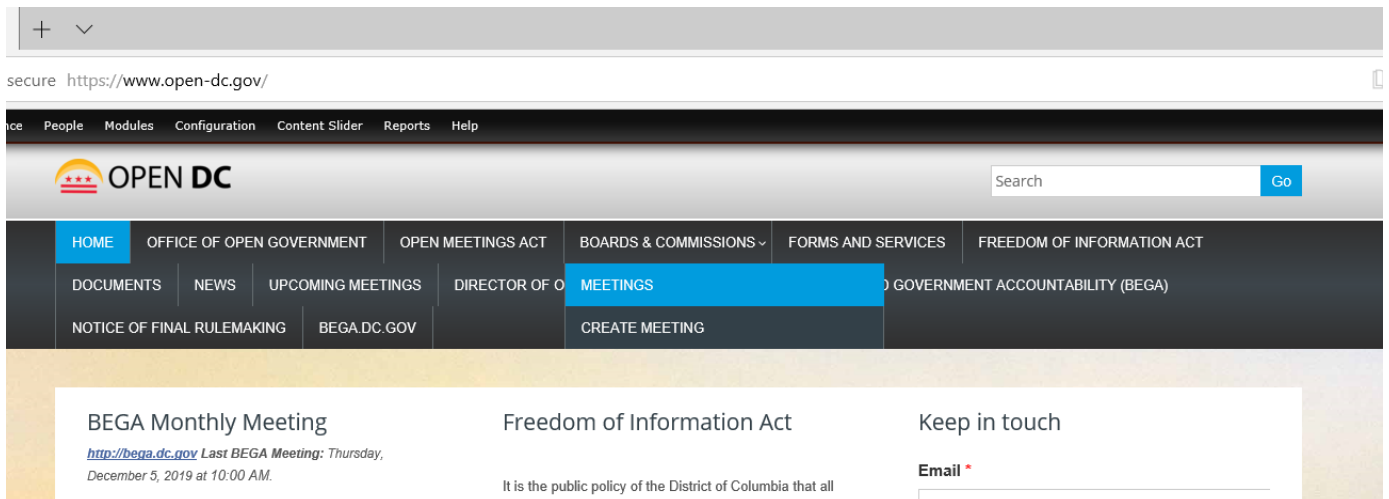 secure https://www.open-dc.gov/
nce People Modules Configuration Content Slider Reports Help
OPEN DC
Search Go
HOME OFFICE OF OPEN GOVERNMENT OPEN MEETINGS ACT BOARDS & COMMISSIONS FORMS AND SERVICES FREEDOM OF INFORMATION ACT
DOCUMENTS NEWS UPCOMING MEETINGS DIRECTOR OF O MEETINGS GOVERNMENT ACCOUNTABILITY (BEGA)
NOTICE OF FINAL RULEMAKING BEGA.DC.GOV CREATE MEETING
BEGA Monthly Meeting
http://bega.dc.gov Last BEGA Meeting: Thursday,
December 5, 2019 at 10:00 AM.
Freedom of Information Act
It is the public policy of the District of Columbia that all
Keep in touch
Email *